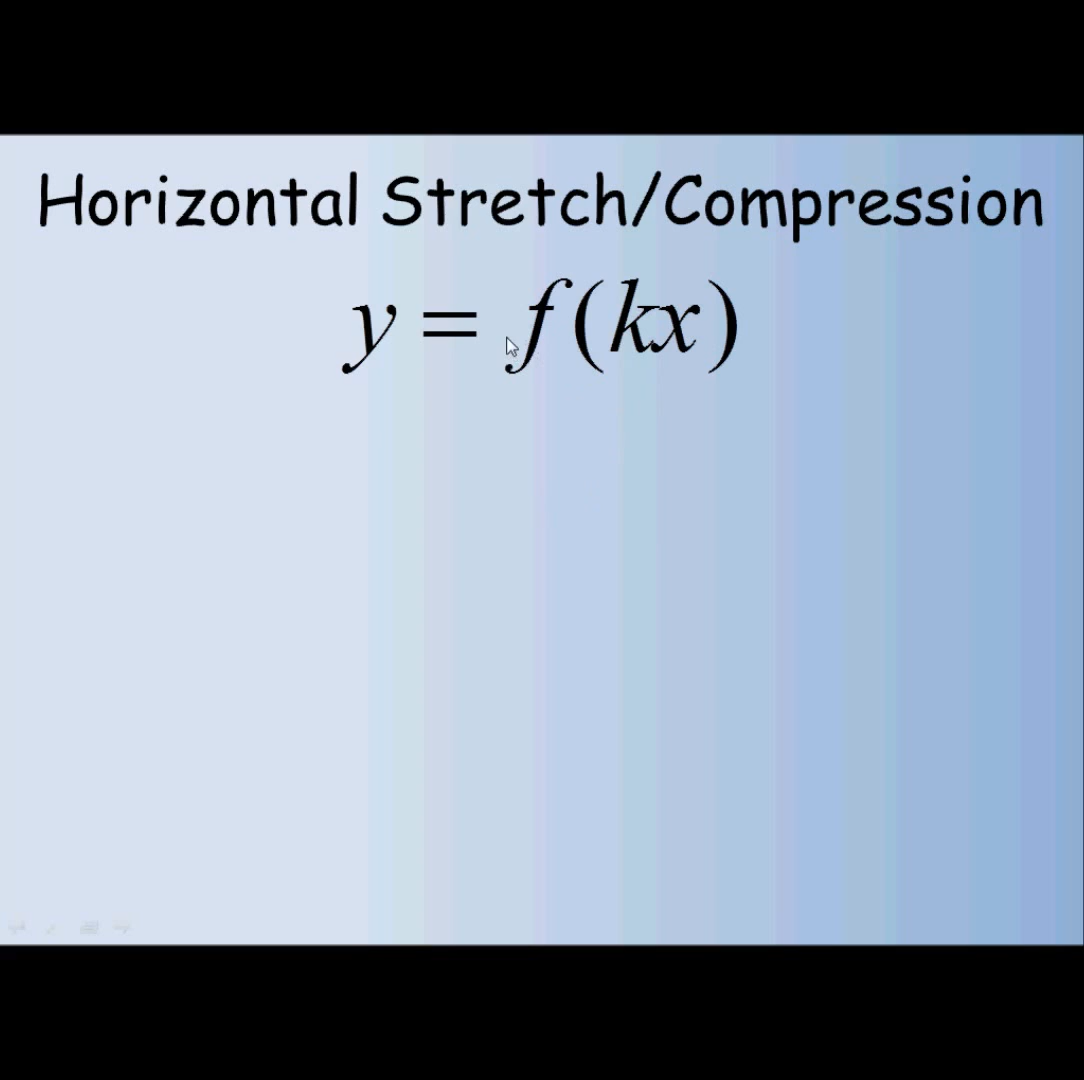 Horizontal Stretch/Compression
y = f(kx)